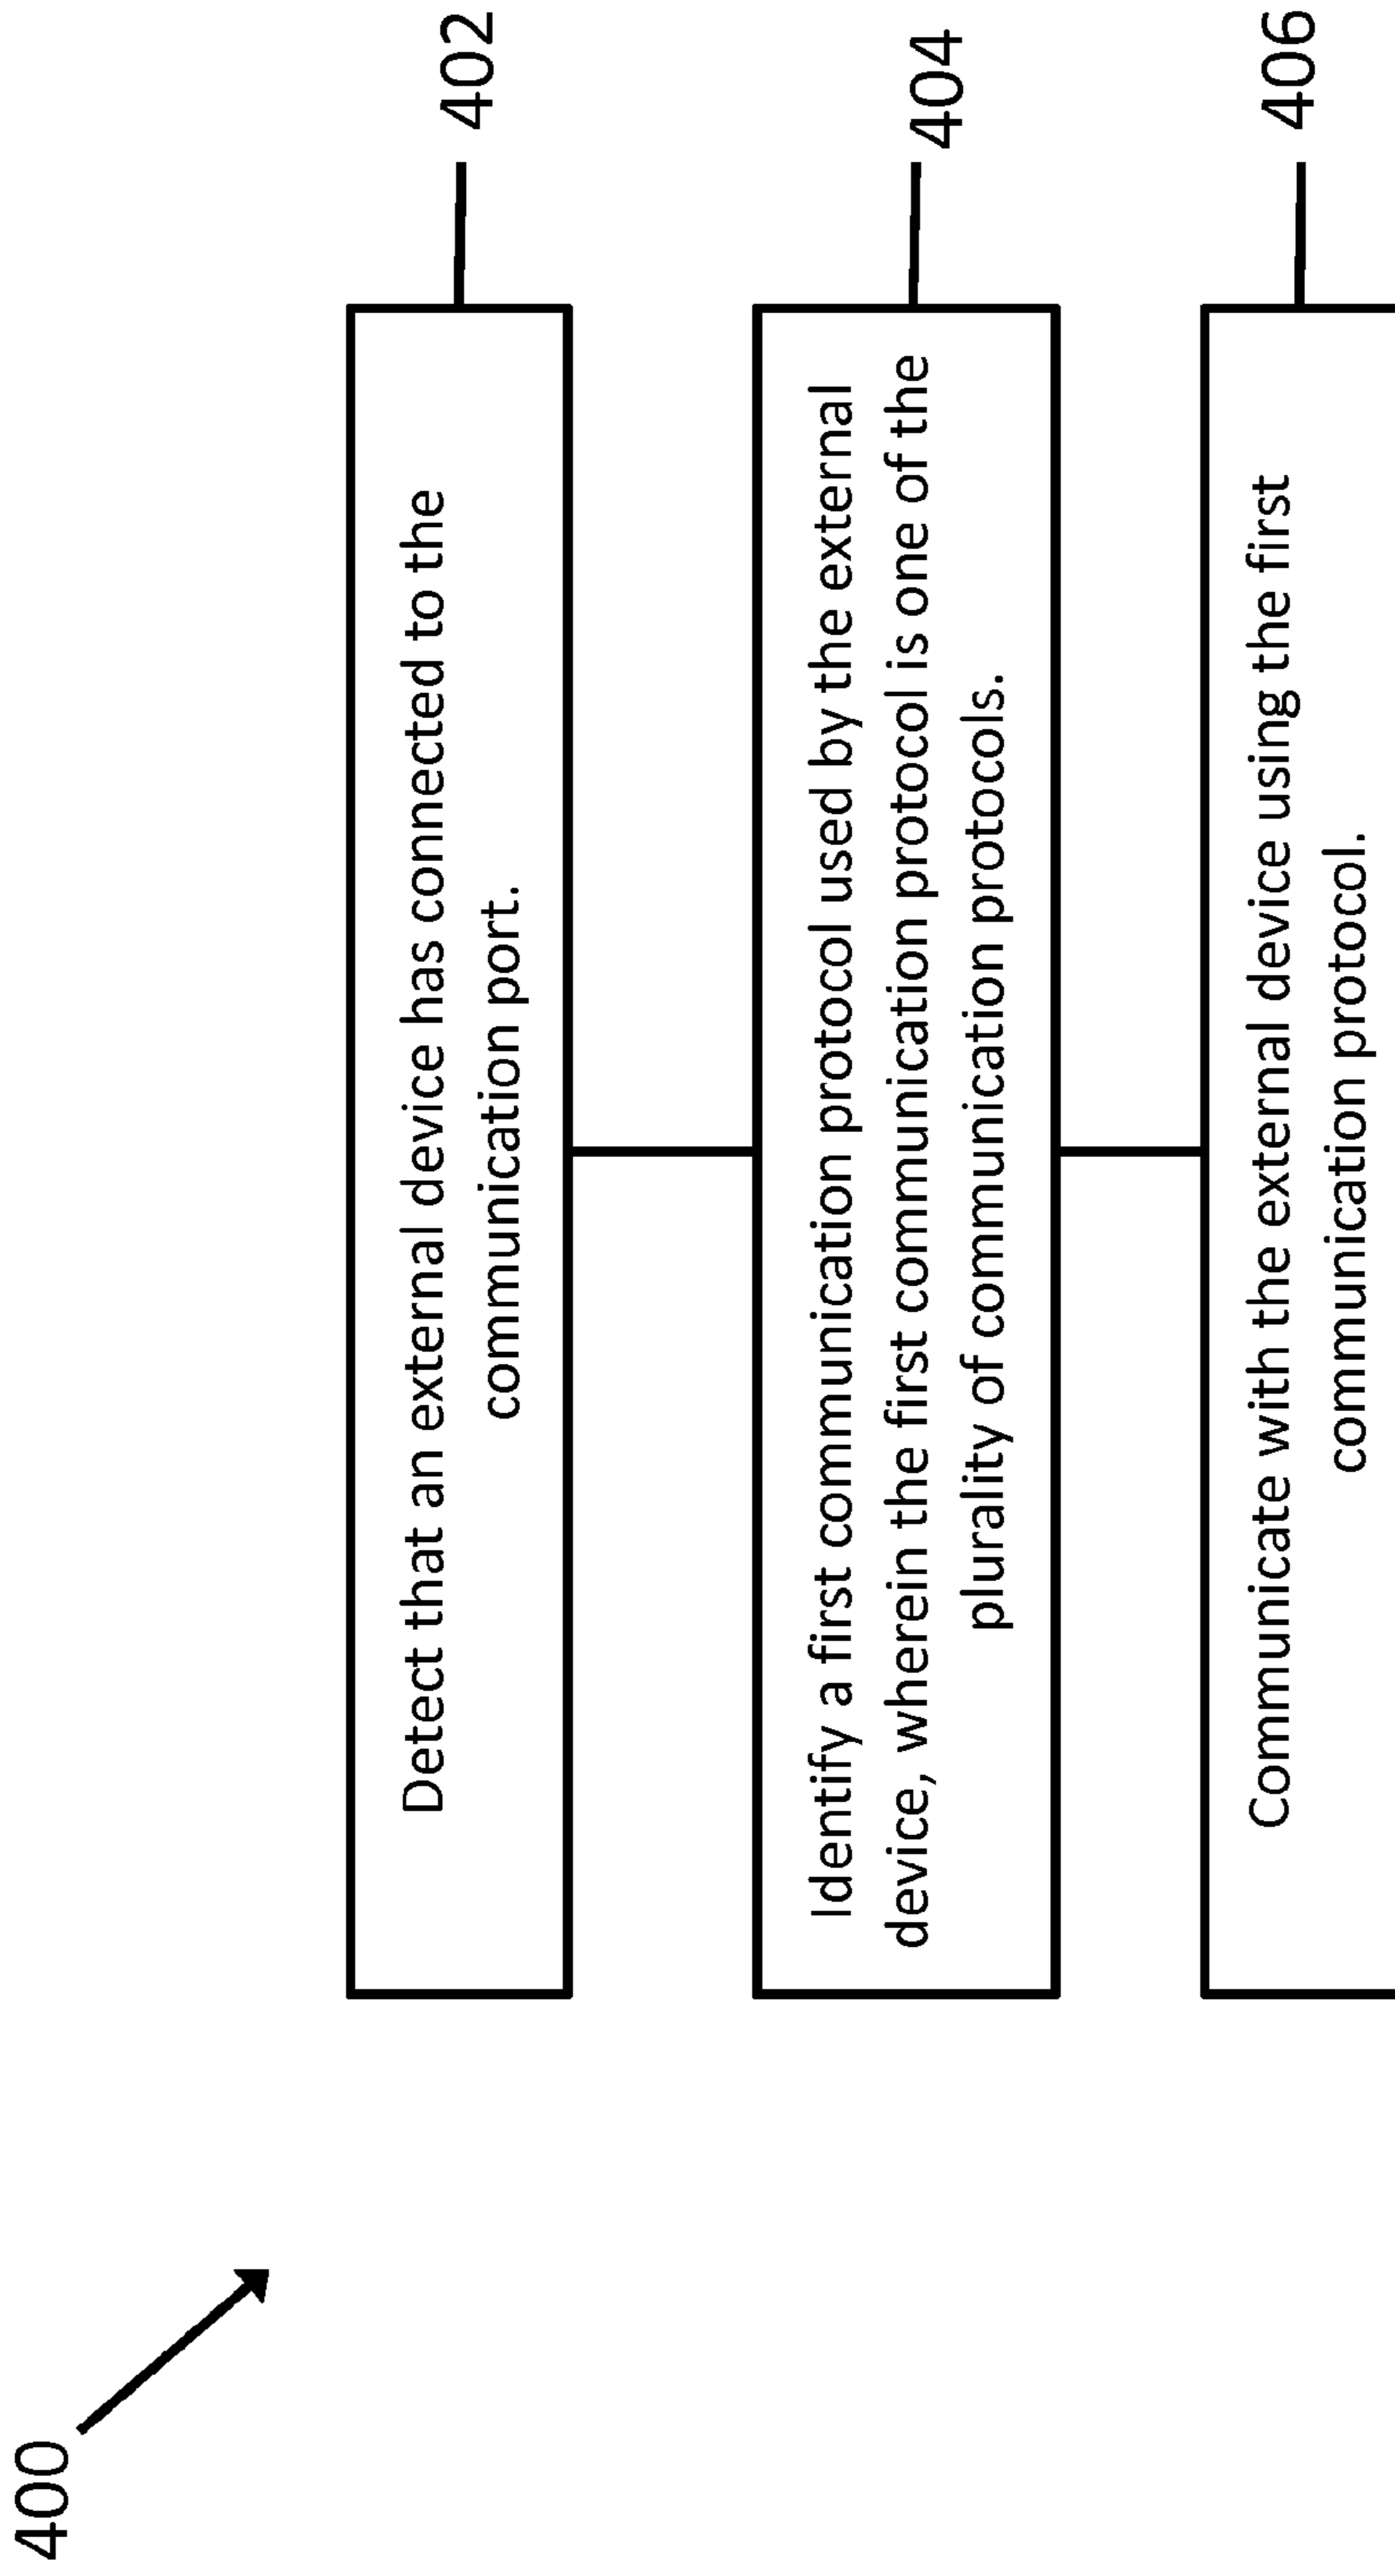 400
Detect that an external device has connected to the
communication port.
402
Identify a first communication protocol used by the external
device, wherein the first communication protocol is one of the
plurality of communication protocols.
404
Communicate with the external device using the first
communication protocol.
406